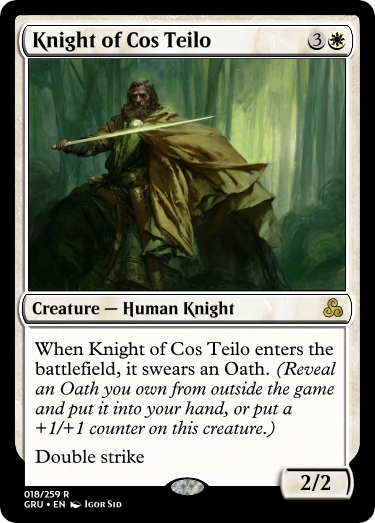 Knight of Cos Teilo 3
Creature — Human Knight
When Knight of Cos Teilo enters the
battlefield, it swears an Oath. (Reveal
an Oath you own from outside the game
and put it into your hand, or put a
+1/+1 counter on this creature.)
Double strike
2/2
018/259 R
GRU • EN Igor Sid